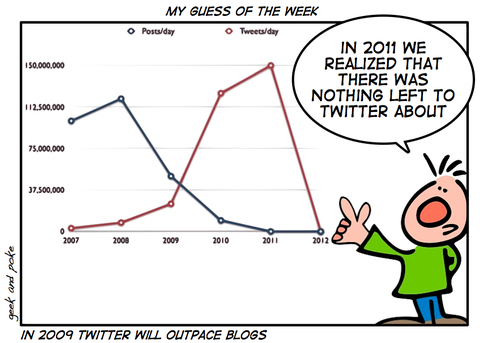 MY GUESS OF THE WEEK
Posts/day Tweets/day
IN 2011 WE
REALIZED THAT
THERE WAS
NOTHING LEFT TO
TWITTER ABOUT
150,000,000
112,500,000
75,000,000
37,500,000
0
2007 2008 2009 2010 2011 2012
geek and poke
IN 2009 TWITTER WILL OUTPACE BLOGS